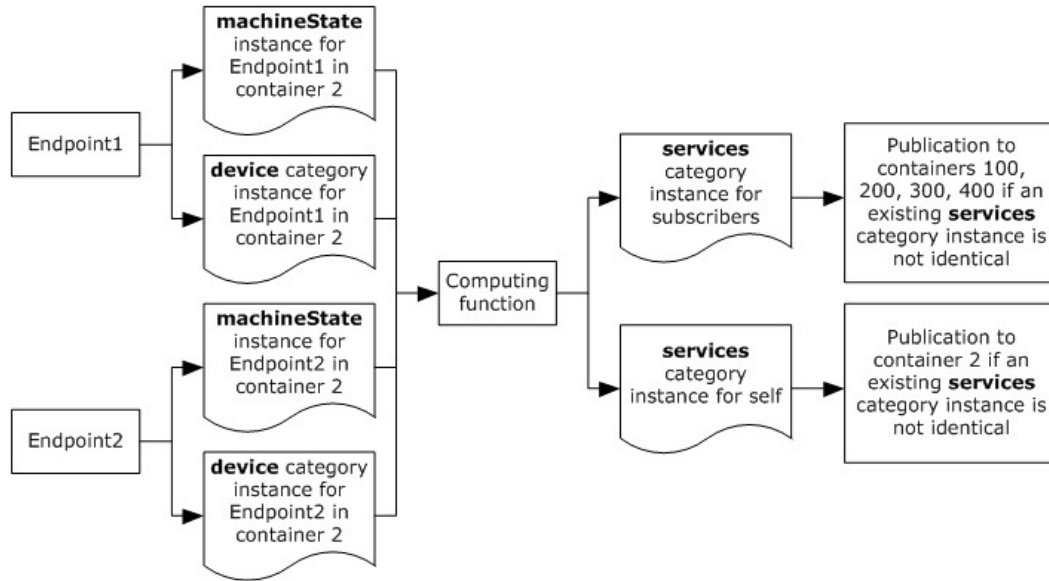 Endpoint1
machineState
instance for
Endpoint1 in
container 2
device category
instance for
Endpoint1 in
container 2
Endpoint2
machineState
instance for
Endpoint2 in
container 2
device category
instance for
Endpoint2 in
container 2
Computing
function
services
category
instance for
subscribers
Publication to
containers 100,
200, 300, 400 if an
existing services
category instance is
not identical
services
category
instance for self
Publication to
container 2 if an
existing services
category instance is
not identical